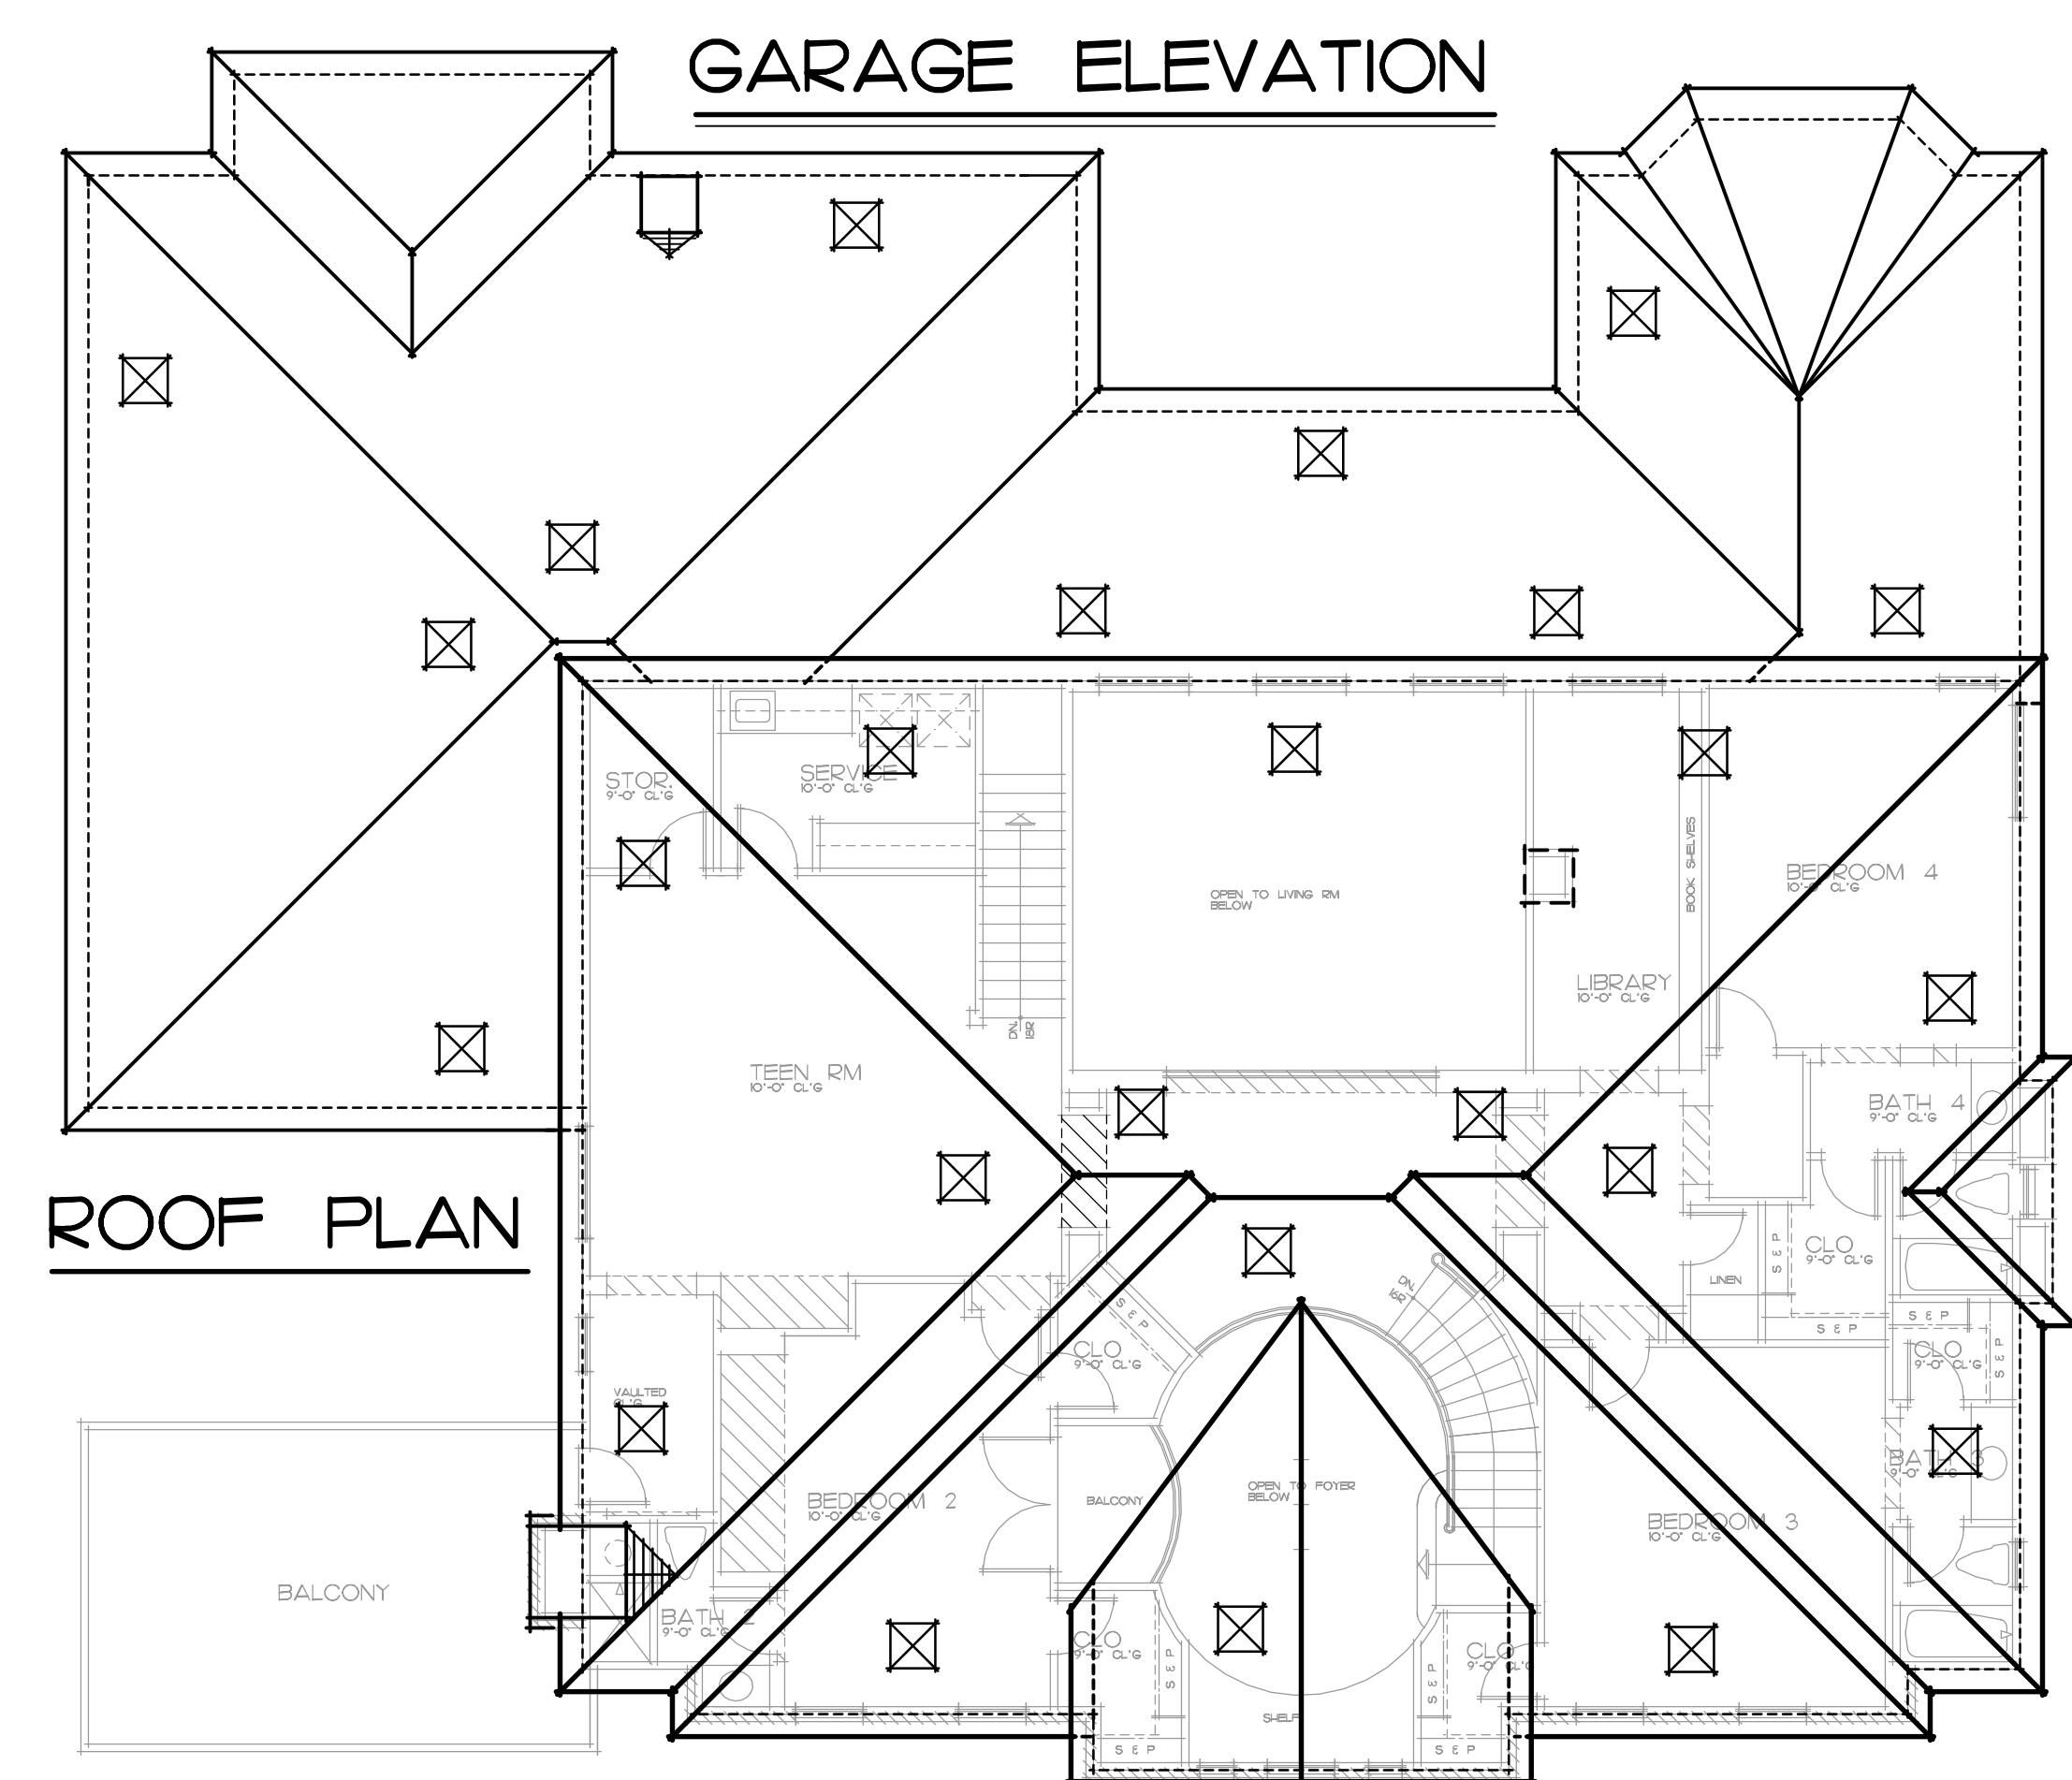 GARAGE ELEVATION
STOR.
9'-0" CL'G
SERVICE
10'-0" CL'G
BOOK SHELVES
BEDROOM 4
10'-0" CL'G
OPEN TO LIVING RM
BELOW
LIBRARY
10'-0" CL'G
DN.
18R
TEEN RM
10'-0" CL'G
BATH 4
9'-0" CL'G
ROOF PLAN
S & P
CLO
9'-0" CL'G
LINEN
DN.
16R
S & P
S & P
S & P
CLO
9'-0" CL'G
CLO
9'-0" CL'G
S & P
VAULTED
CL'G
BATH 3
9'-0" CL'G
BEDROOM 2
10'-0" CL'G
BALCONY
OPEN TO FOYER
BELOW
BEDROOM 3
10'-0" CL'G
BALCONY
BATH 2
9'-0" CL'G
CLO
9'-0" CL'G
S & P
S & P
CLO
9'-0" CL'G
SHELF
S & P
S & P